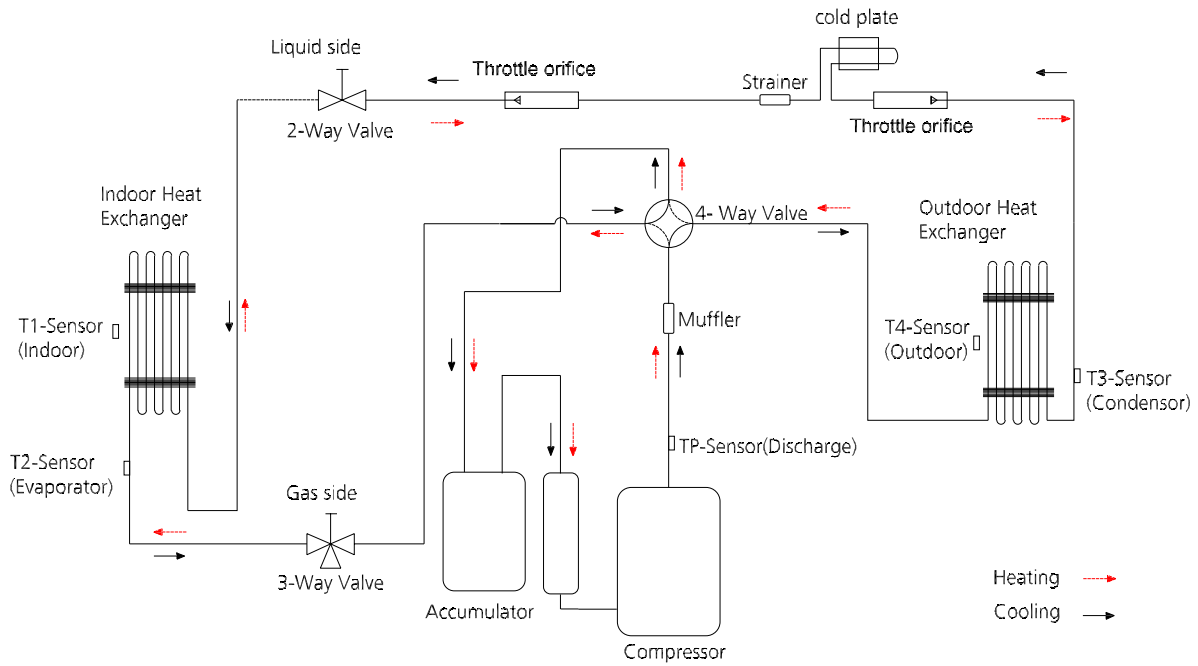 cold plate
Liquid side
Throttle orifice
Strainer
2-Way Valve
Throttle orifice
Indoor Heat
Exchanger
4- Way Valve
Outdoor Heat
Exchanger
T1-Sensor
(Indoor)
Muffler
T4-Sensor
(Outdoor)
T3-Sensor
(Condensor)
TP-Sensor(Discharge)
T2-Sensor
(Evaporator)
Gas side
3-Way Valve
Accumulator
Compressor
Heating
Cooling